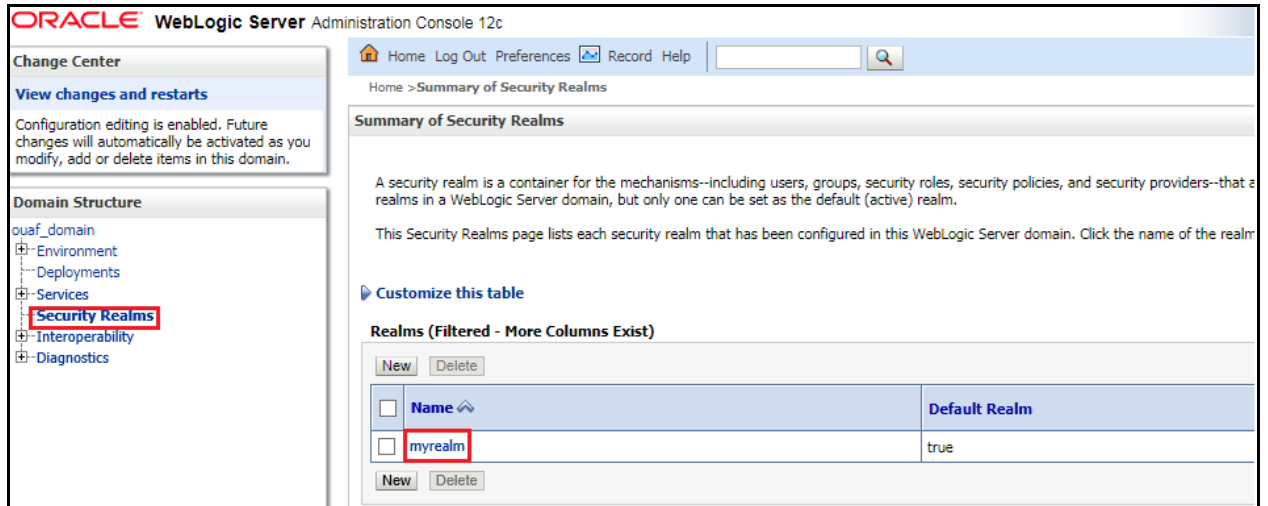 ORACLE WebLogic Server Administration Console 12c
Change Center
View changes and restarts
Configuration editing is enabled. Future
changes will automatically be activated as you
modify, add or delete items in this domain.
Domain Structure
ouaf_domain
Environment
Deployments
Services
Security Realms
Interoperability
Diagnostics
Home Log Out Preferences Record Help
Home >Summary of Security Realms
Summary of Security Realms
A security realm is a container for the mechanisms--including users, groups, security roles, security policies, and security providers--that a
realms in a WebLogic Server domain, but only one can be set as the default (active) realm.
This Security Realms page lists each security realm that has been configured in this WebLogic Server domain. Click the name of the realm
Customize this table
Realms (Filtered - More Columns Exist)
New Delete
Name Default Realm
myrealm true
New Delete